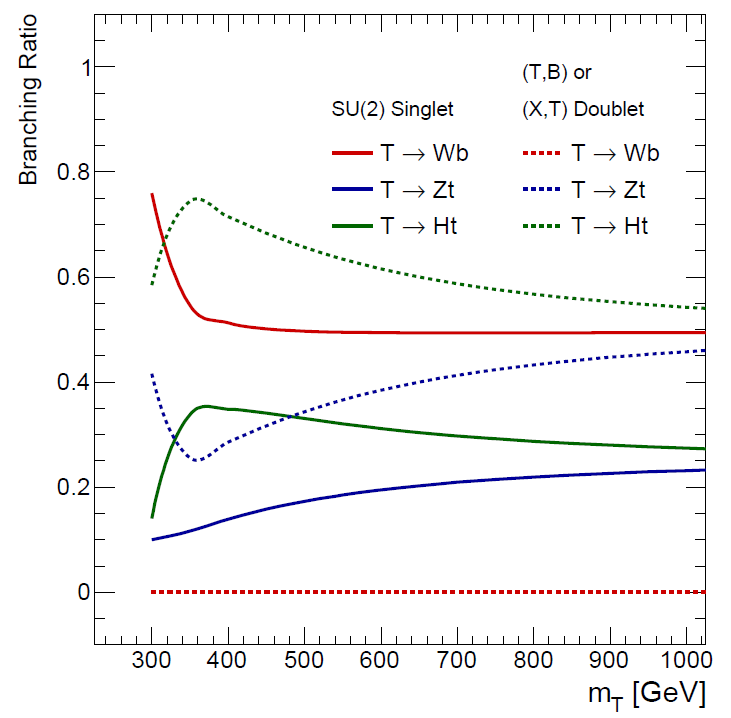 Branching Ratio
1
0.8
0.6
0.4
0.2
0
(T,B) or
SU(2) Singlet (X,T) Doublet
T → Wb T → Wb
T → Zt T → Zt
T → Ht T → Ht
300 400 500 600 700 800 900 1000
m_T [GeV]